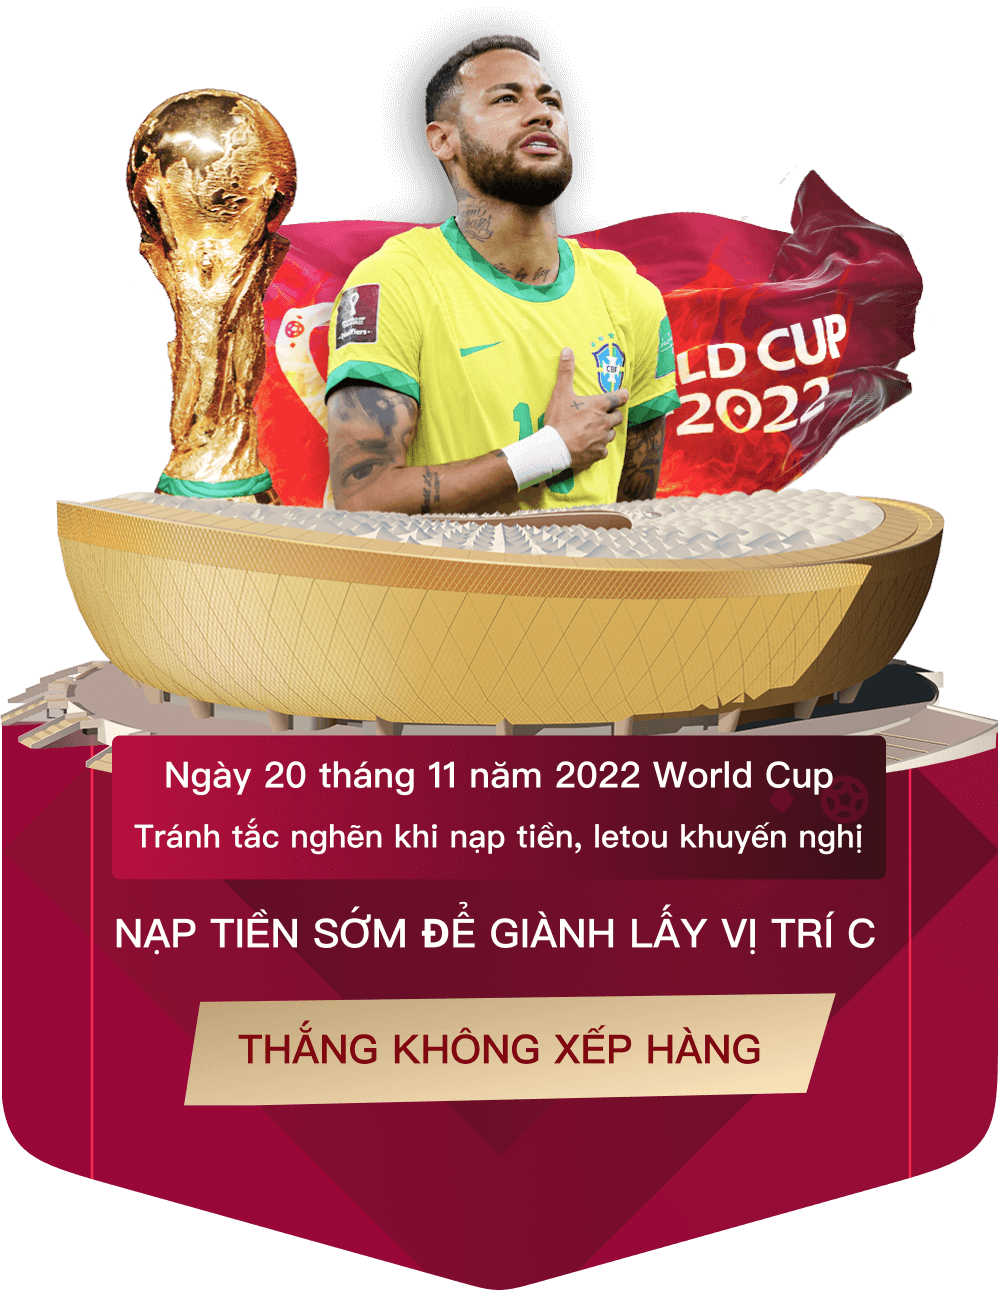 LD CUP
2022
CBF
Ngày 20 tháng 11 năm 2022 World Cup
Tránh tắc nghẽn khi nạp tiền, letou khuyến nghị
NẠP TIỀN SỚM ĐỂ GIÀNH LẤY VỊ TRÍ C
THẮNG KHÔNG XẾP HÀNG